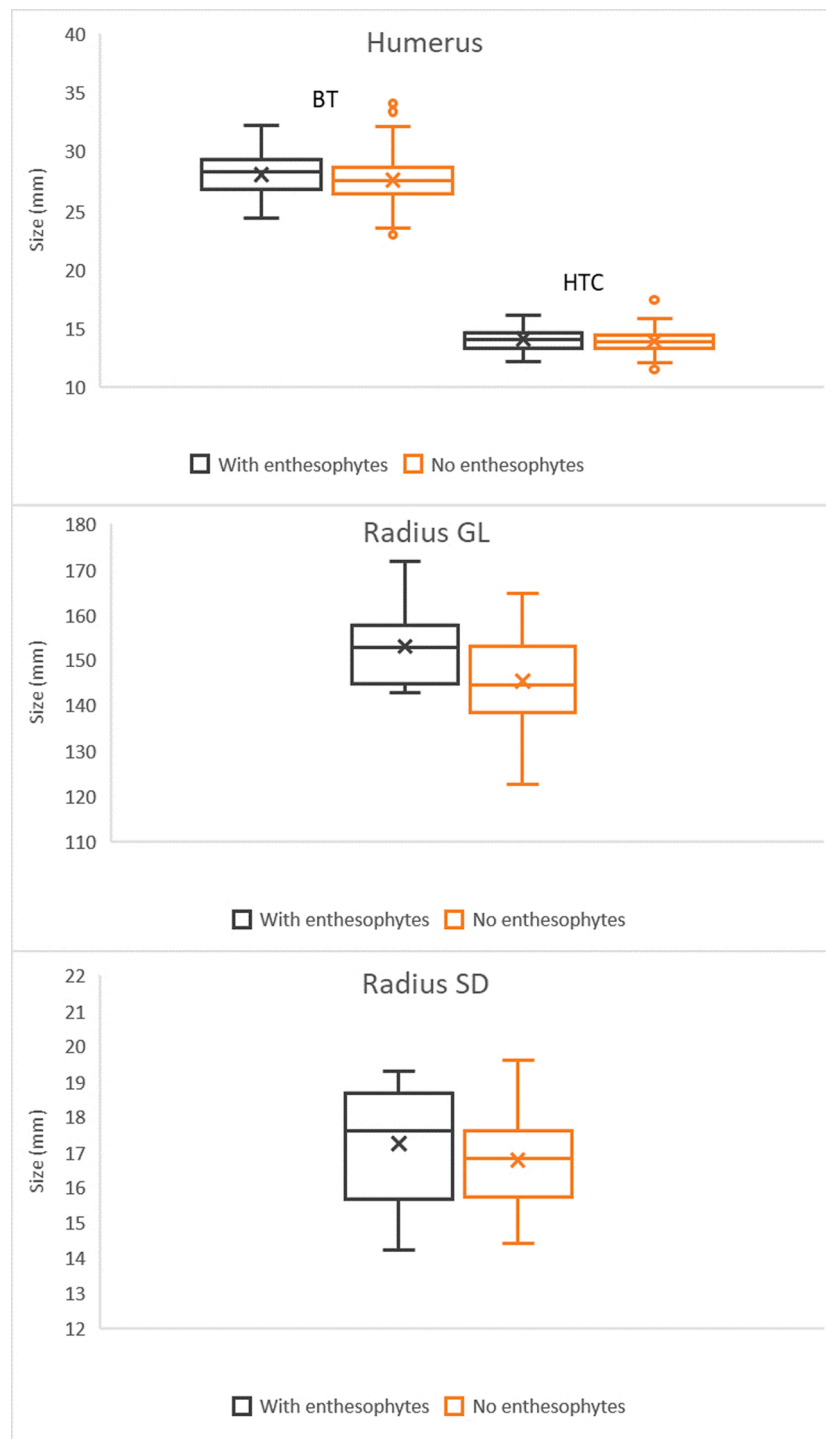 Humerus
40
35
30
25
20
15
10
Size (mm)
BT
HTC
With enthesophytes No enthesophytes
Radius GL
180
170
160
150
140
130
120
110
Size (mm)
With enthesophytes No enthesophytes
Radius SD
22
21
20
19
18
17
16
15
14
13
12
Size (mm)
With enthesophytes No enthesophytes